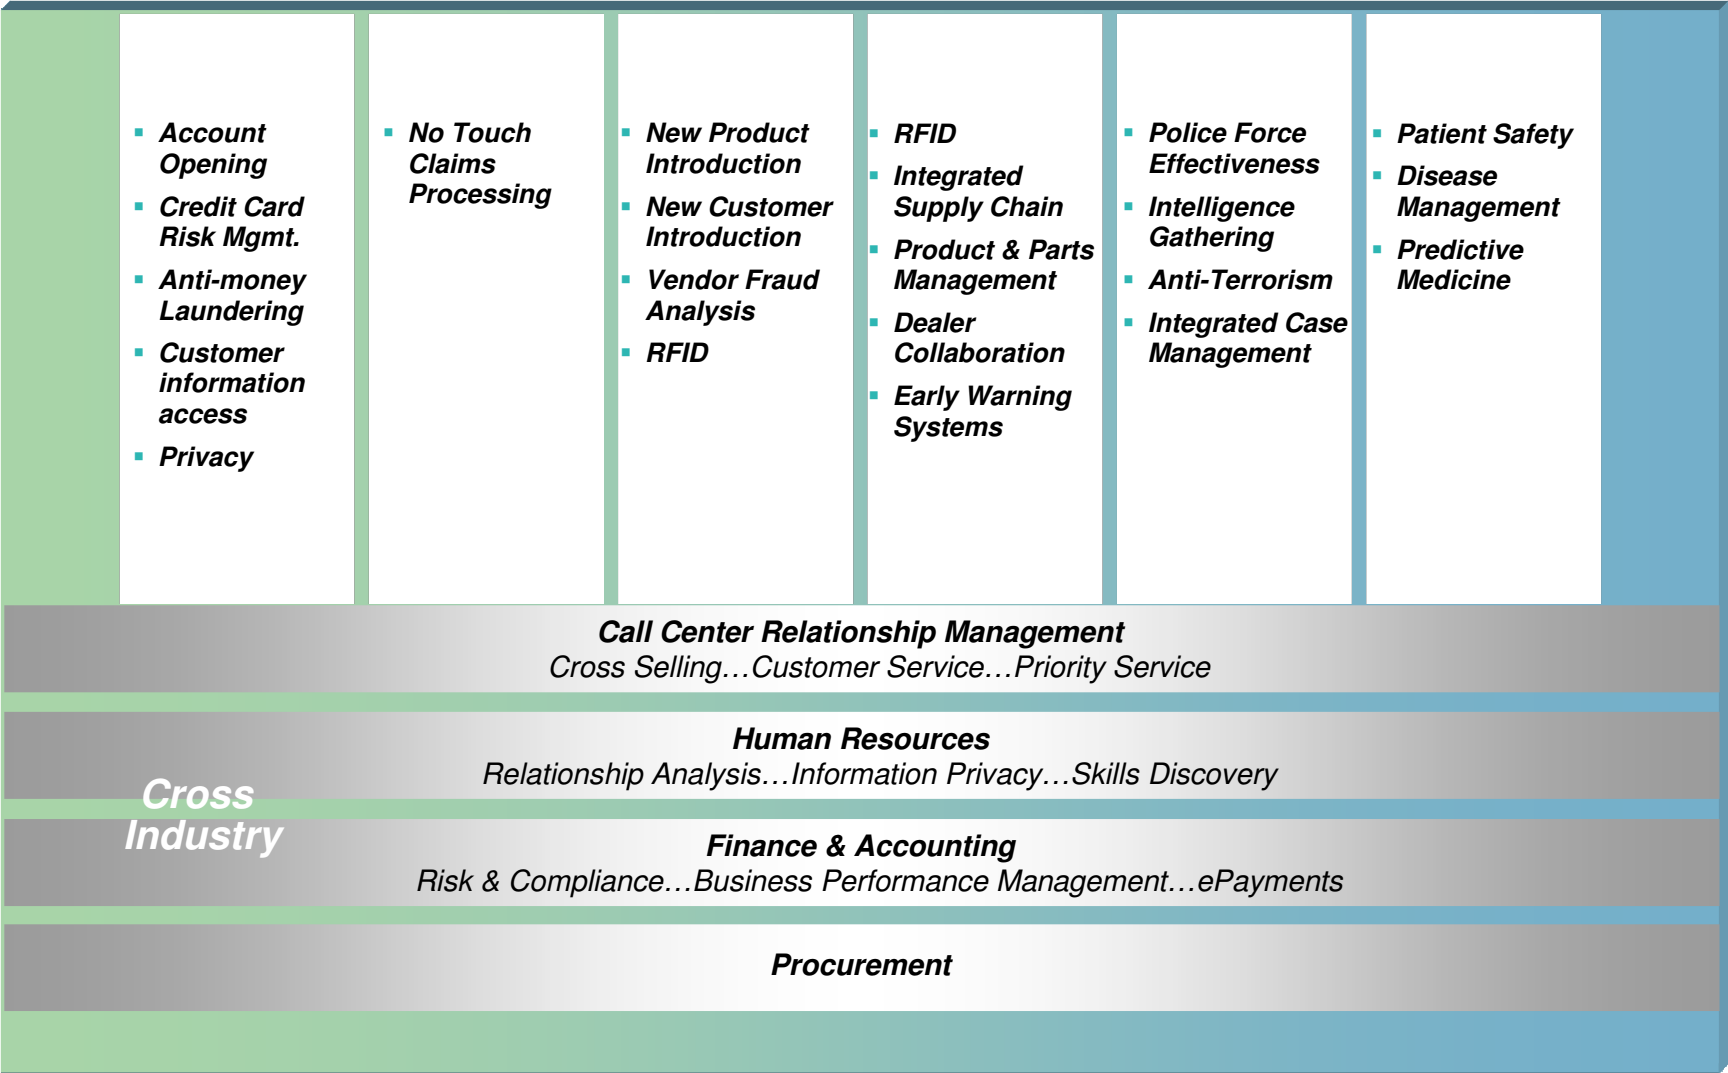 Account
Opening
Credit Card
Risk Mgmt.
Anti-money
Laundering
Customer
information
access
Privacy
No Touch
Claims
Processing
New Product
Introduction
New Customer
Introduction
Vendor Fraud
Analysis
RFID
RFID
Integrated
Supply Chain
Product & Parts
Management
Dealer
Collaboration
Early Warning
Systems
Police Force
Effectiveness
Intelligence
Gathering
Anti-Terrorism
Integrated Case
Management
Patient Safety
Disease
Management
Predictive
Medicine
Call Center Relationship Management
Cross Selling…Customer Service…Priority Service
Human Resources
Relationship Analysis…Information Privacy…Skills Discovery
Cross
Industry
Finance & Accounting
Risk & Compliance…Business Performance Management…ePayments
Procurement